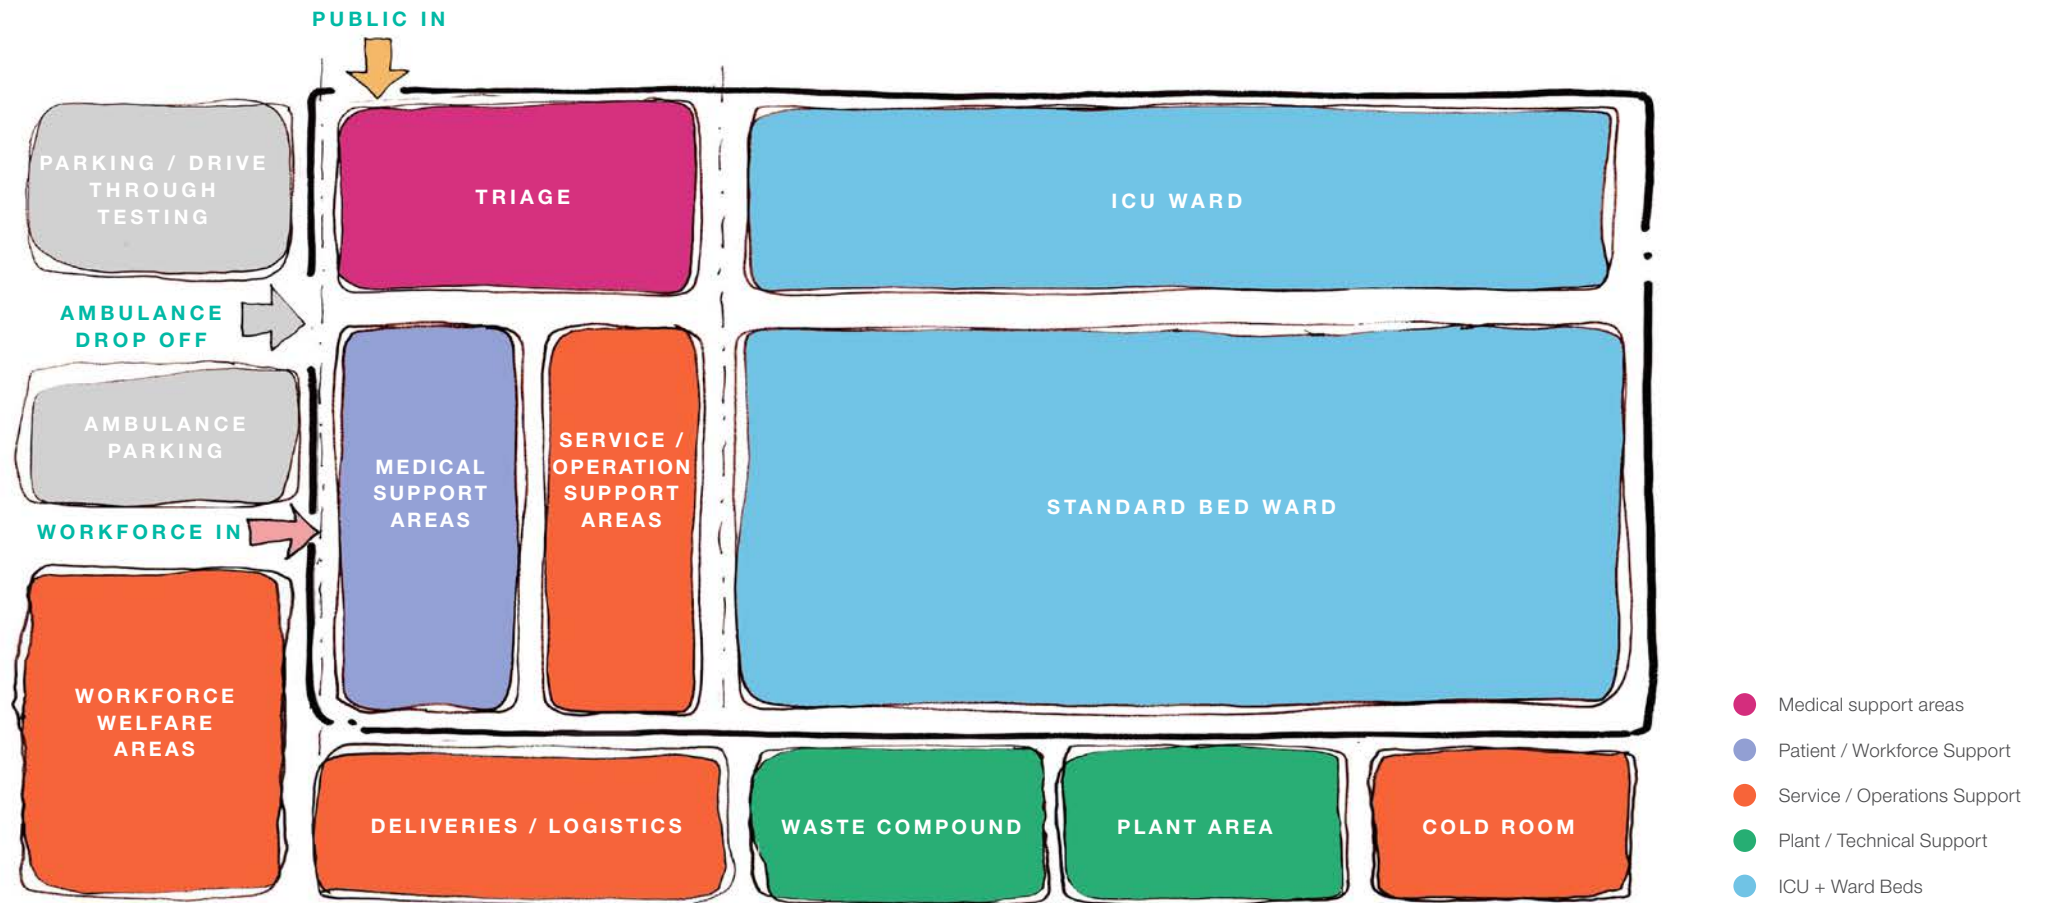 PUBLIC IN
PARKING / DRIVE
THROUGH
TESTING
TRIAGE
ICU WARD
AMBULANCE
DROP OFF
AMBULANCE
PARKING
WORKFORCE IN
MEDICAL
SUPPORT
AREAS
SERVICE /
OPERATION
SUPPORT
AREAS
STANDARD BED WARD
WORKFORCE
WELFARE
AREAS
DELIVERIES / LOGISTICS
WASTE COMPOUND
PLANT AREA
COLD ROOM
Medical support areas
Patient / Workforce Support
Service / Operations Support
Plant / Technical Support
ICU + Ward Beds